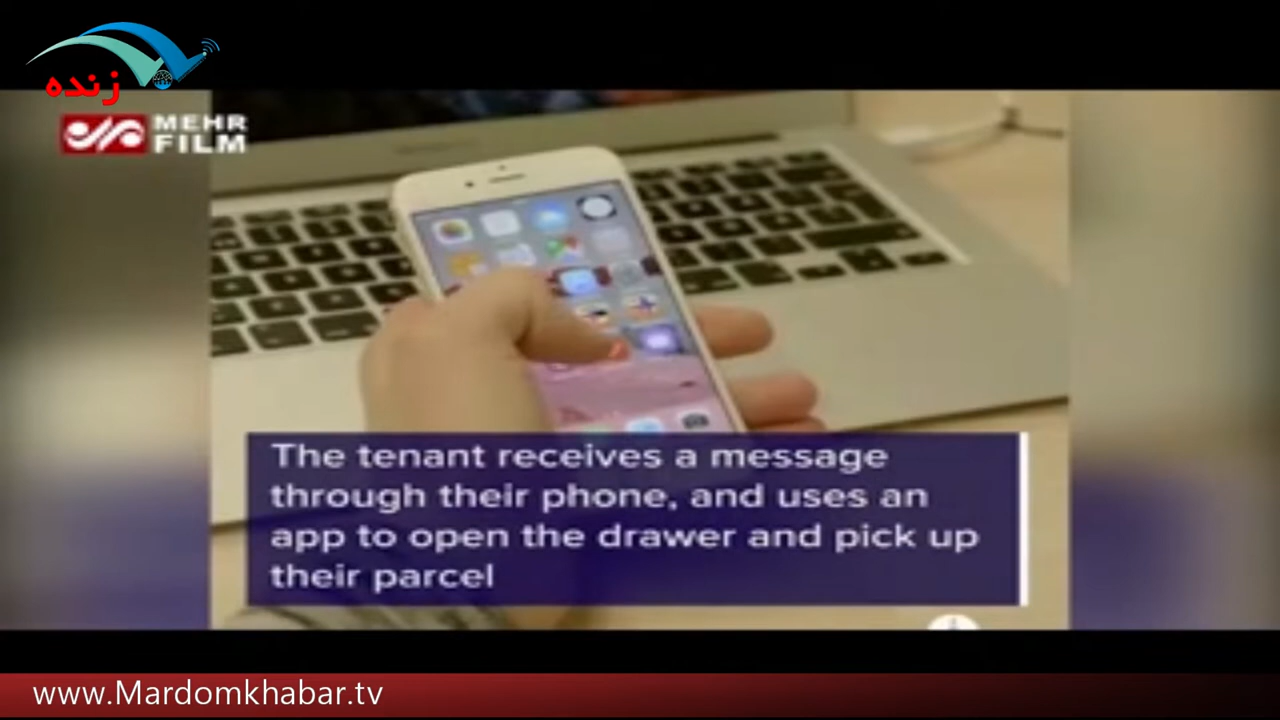 زنده
MEHR
FILM
The tenant receives a message
through their phone, and uses an
app to open the drawer and pick up
their parcel
www.Mardomkhabar.tv